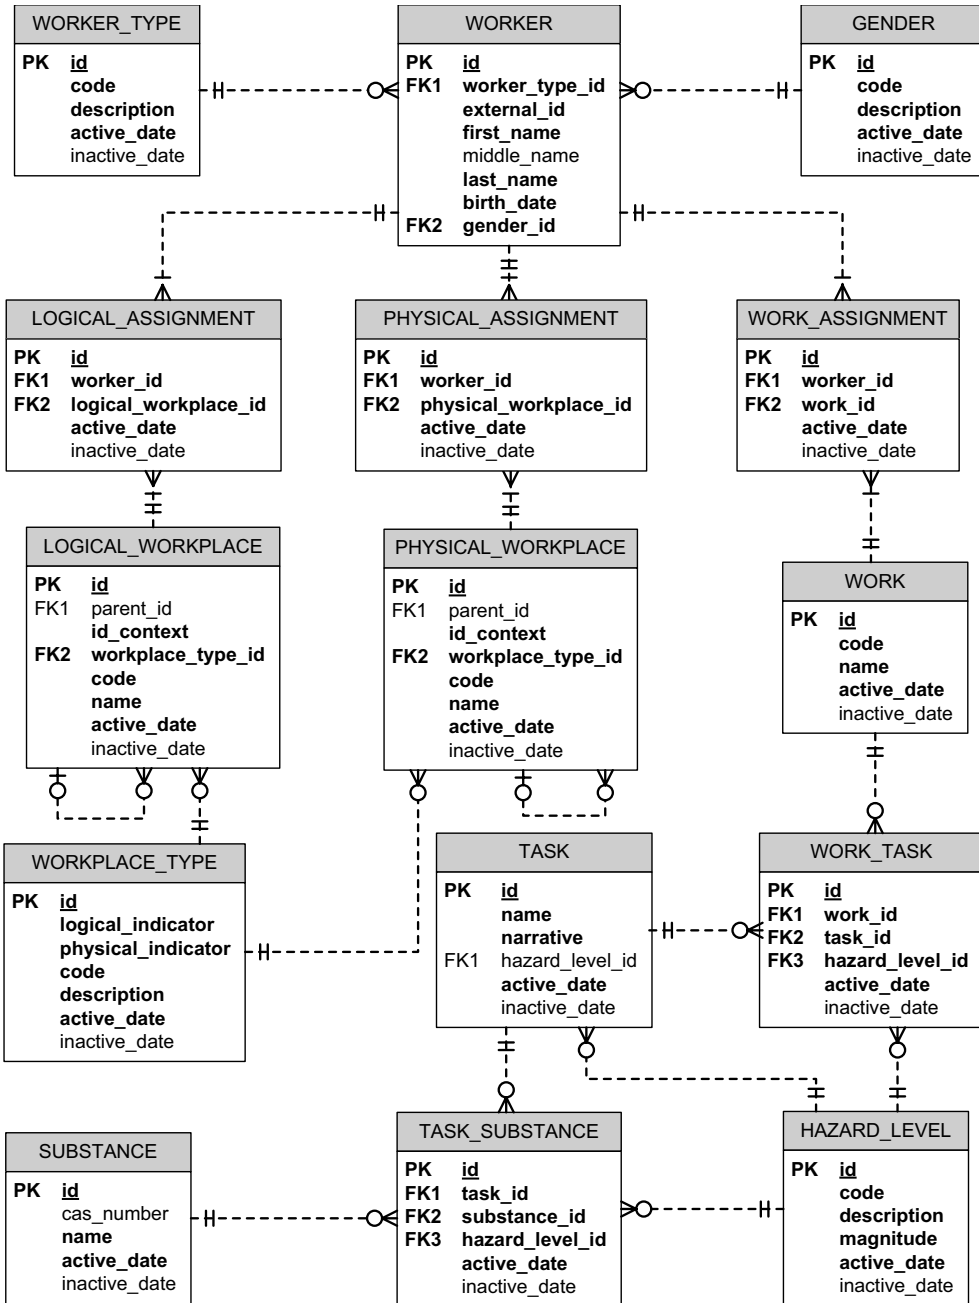 WORKER_TYPE
PK id
code
description
active_date
inactive_date
WORKER
PK id
FK1 worker_type_id
external_id
first_name
middle_name
last_name
birth_date
FK2 gender_id
GENDER
PK id
code
description
active_date
inactive_date
LOGICAL_ASSIGNMENT
PK id
FK1 worker_id
FK2 logical_workplace_id
active_date
inactive_date
PHYSICAL_ASSIGNMENT
PK id
FK1 worker_id
FK2 physical_workplace_id
active_date
inactive_date
WORK_ASSIGNMENT
PK id
FK1 worker_id
FK2 work_id
active_date
inactive_date
LOGICAL_WORKPLACE
PK id
FK1 parent_id
id_context
FK2 workplace_type_id
code
name
active_date
inactive_date
PHYSICAL_WORKPLACE
PK id
FK1 parent_id
id_context
FK2 workplace_type_id
code
name
active_date
inactive_date
WORK
PK id
code
name
active_date
inactive_date
WORKPLACE_TYPE
PK id
logical_indicator
physical_indicator
code
description
active_date
inactive_date
TASK
PK id
name
narrative
FK1 hazard_level_id
active_date
inactive_date
WORK_TASK
PK id
FK1 work_id
FK2 task_id
FK3 hazard_level_id
active_date
inactive_date
SUBSTANCE
PK id
cas_number
name
active_date
inactive_date
TASK_SUBSTANCE
PK id
FK1 task_id
FK2 substance_id
FK3 hazard_level_id
active_date
inactive_date
HAZARD_LEVEL
PK id
code
description
magnitude
active_date
inactive_date